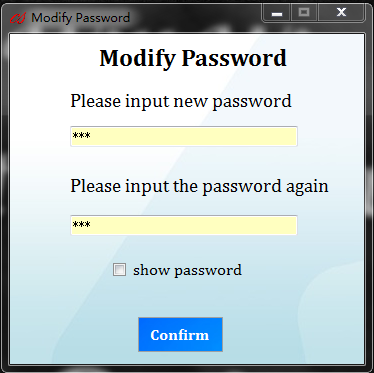 Modify Password
Modify Password
Please input new password
***
Please input the password again
***
show password
Confirm